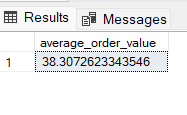 Results Messages
average_order_value
1 38.3072623343546